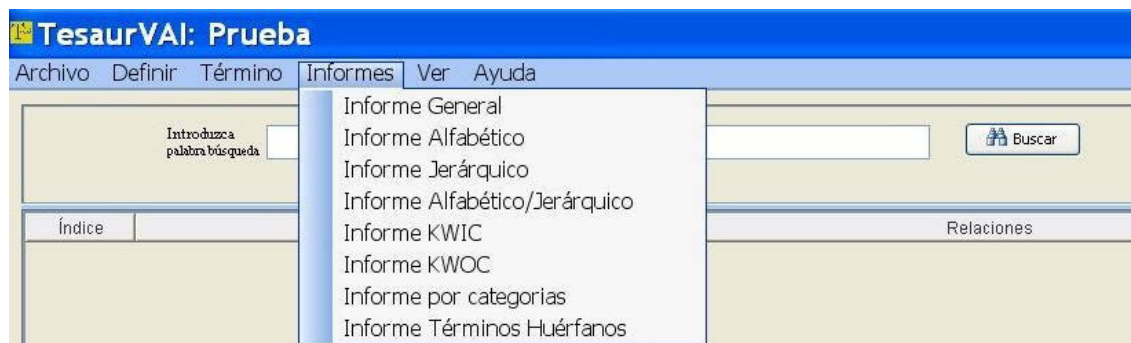 TesaurVAI: Prueba
Archivo Definir Término Informes Ver Ayuda
Informe General
Introduzca
palabra búsqueda
Informe Alfabético
Buscar
Informe Jerárquico
Informe Alfabético/Jerárquico
Índice
Relaciones
Informe KWIC
Informe KWOC
Informe por categorias
Informe Términos Huérfanos